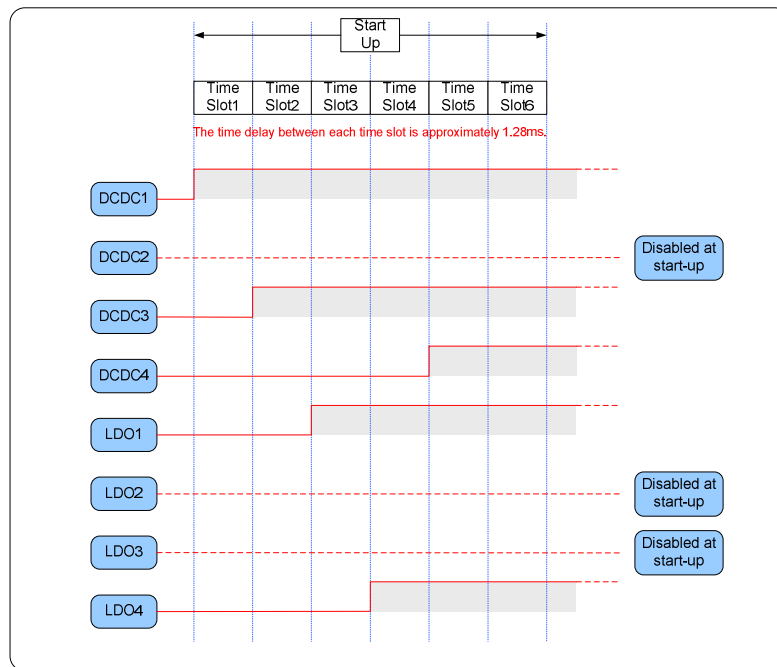 Start
Up
Time
Slot1
Time
Slot2
Time
Slot3
Time
Slot4
Time
Slot5
Time
Slot6
The time delay between each time slot is approximately 1.28ms.
DCDC1
DCDC2
Disabled at
start-up
DCDC3
DCDC4
LDO1
LDO2
Disabled at
start-up
LDO3
Disabled at
start-up
LDO4